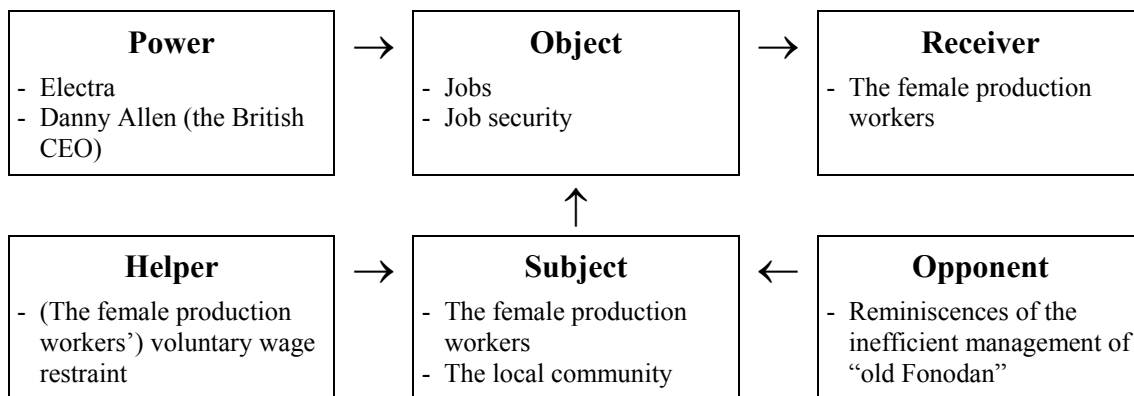 Power
- Electra
- Danny Allen (the British
CEO)
→
Object
- Jobs
- Job security
→
Receiver
- The female production
workers
↑
Helper
- (The female production
workers’) voluntary wage
restraint
→
Subject
- The female production
workers
- The local community
←
Opponent
- Reminiscences of the
inefficient management of
“old Fonodan”